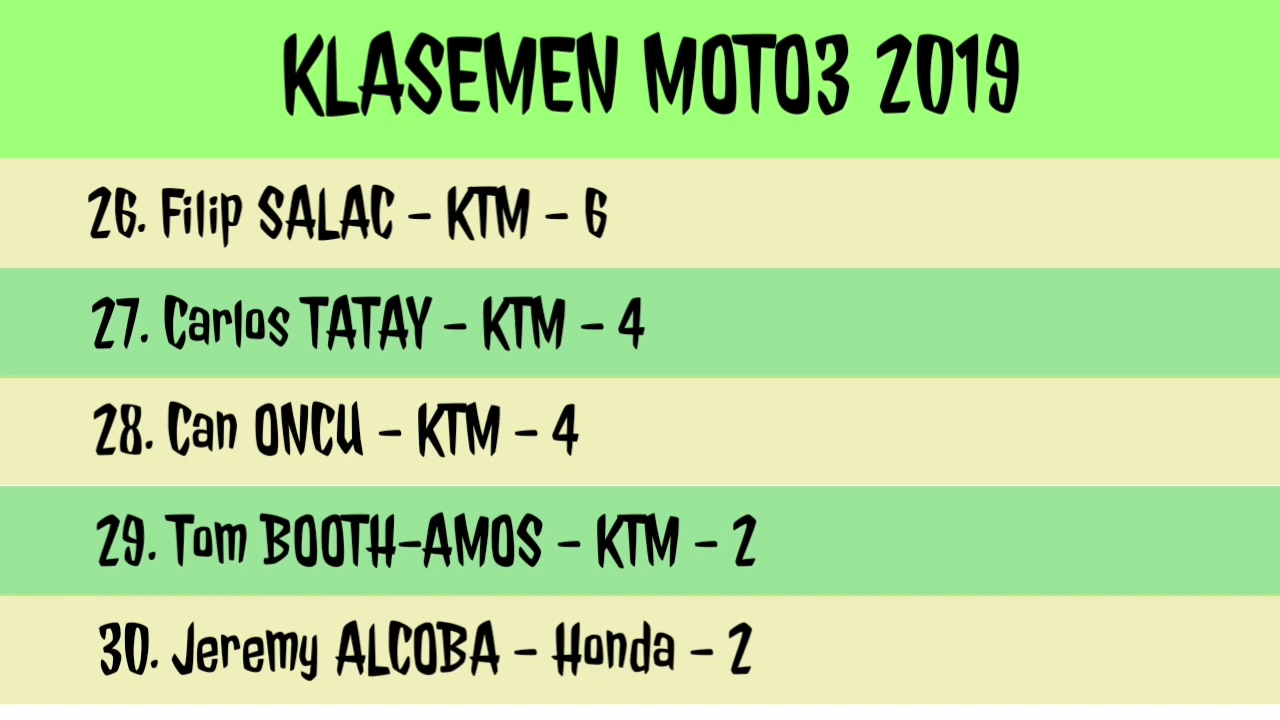 KLASEMEN MOTO3 2019
26. Filip SALAC - KTM - 6
27. Carlos TATAY - KTM - 4
28. Can ONCU - KTM - 4
29. Tom BOOTH-AMOS - KTM - 2
30. Jeremy ALCOBA - Honda - 2